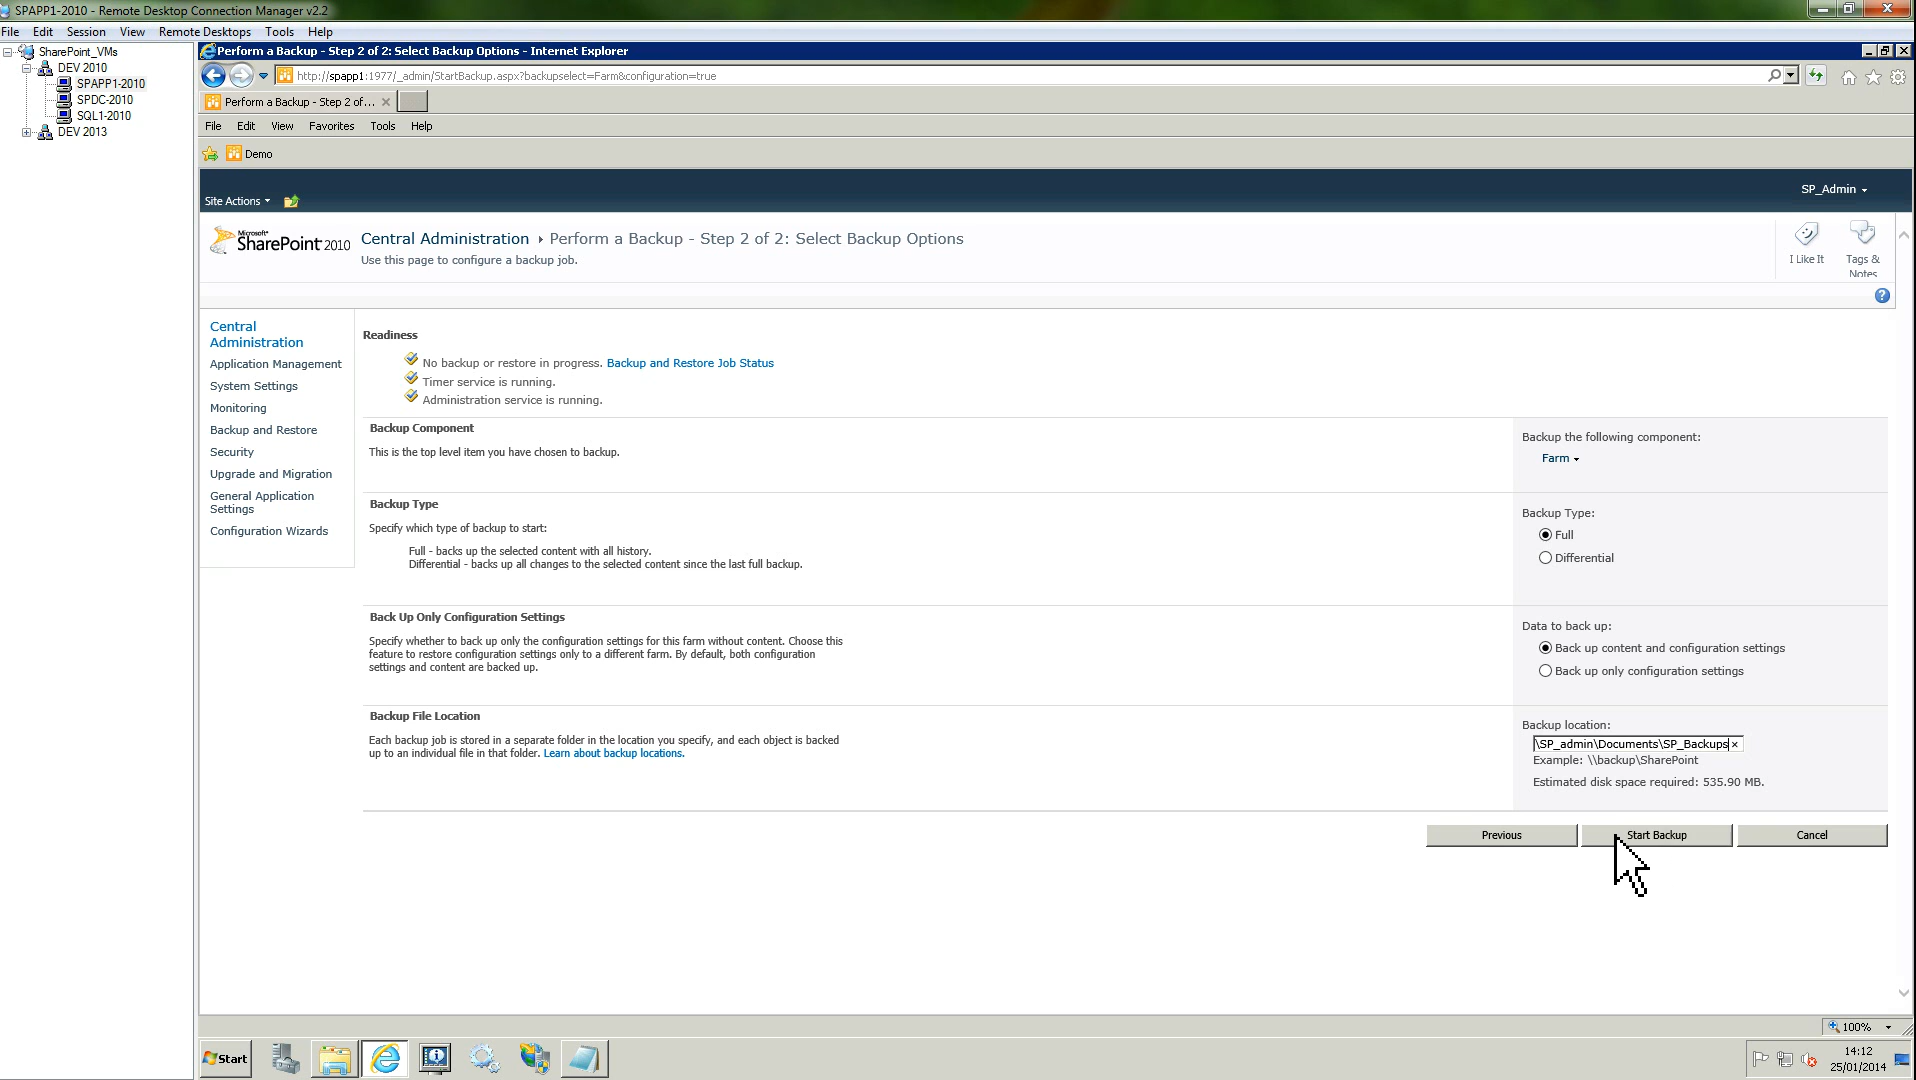 SPAPP1-2010 - Remote Desktop Connection Manager v2.2
File Edit Session View Remote Desktops Tools Help
SharePoint_VMs
DEV 2010
SPAPP1-2010
SPDC-2010
SQL1-2010
DEV 2013
Perform a Backup - Step 2 of 2: Select Backup Options - Internet Explorer
http://spapp1:1977/_admin/StartBackup.aspx?backupselect=Farm&configuration=true
Perform a Backup - Step 2 of...
File Edit View Favorites Tools Help
Demo
Site Actions
SP_Admin
Microsoft SharePoint 2010
Central Administration › Perform a Backup - Step 2 of 2: Select Backup Options
Use this page to configure a backup job.
I Like It
Tags &
Notes
Central
Administration
Application Management
System Settings
Monitoring
Backup and Restore
Security
Upgrade and Migration
General Application
Settings
Configuration Wizards
Readiness
No backup or restore in progress. Backup and Restore Job Status
Timer service is running.
Administration service is running.
Backup Component
This is the top level item you have chosen to backup.
Backup the following component:
Farm
Backup Type
Specify which type of backup to start:
Full - backs up the selected content with all history.
Differential - backs up all changes to the selected content since the last full backup.
Backup Type:
Full
Differential
Back Up Only Configuration Settings
Specify whether to back up only the configuration settings for this farm without content. Choose this
feature to restore configuration settings only to a different farm. By default, both configuration
settings and content are backed up.
Data to back up:
Back up content and configuration settings
Back up only configuration settings
Backup File Location
Each backup job is stored in a separate folder in the location you specify, and each object is backed
up to an individual file in that folder. Learn about backup locations.
Backup location:
\SP_admin\Documents\SP_Backups
Example: \\backup\SharePoint
Estimated disk space required: 535.90 MB.
Previous
Start Backup
Cancel
100%
Start
14:12
25/01/2014